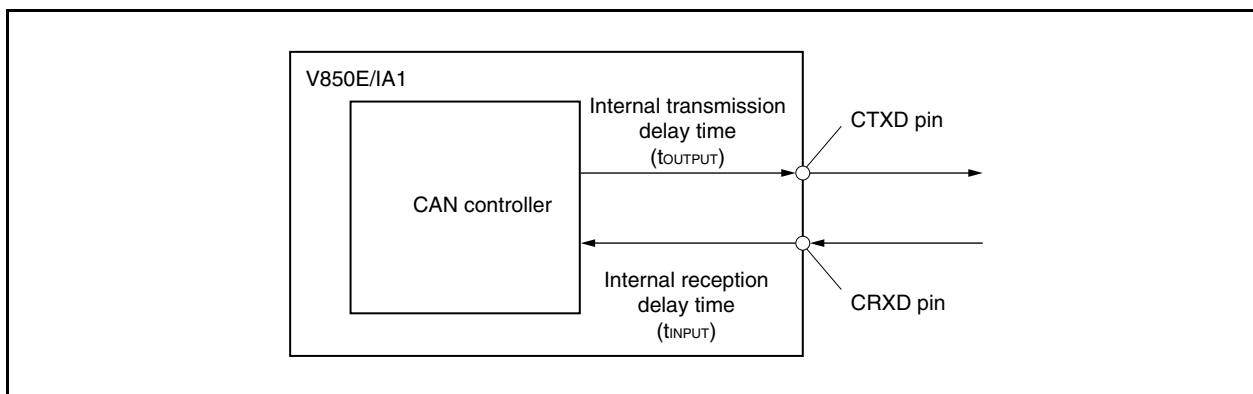 V850E/IA1
Internal transmission
delay time
(tOUTPUT)
CTXD pin
CAN controller
Internal reception
delay time
(tINPUT)
CRXD pin